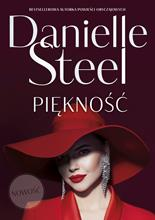 BESTSELLEROWA AUTORKA POWIEŚCI OBYCZAJOWYCH
Danielle
Steel
PIĘKNOŚĆ
NOWOŚĆ